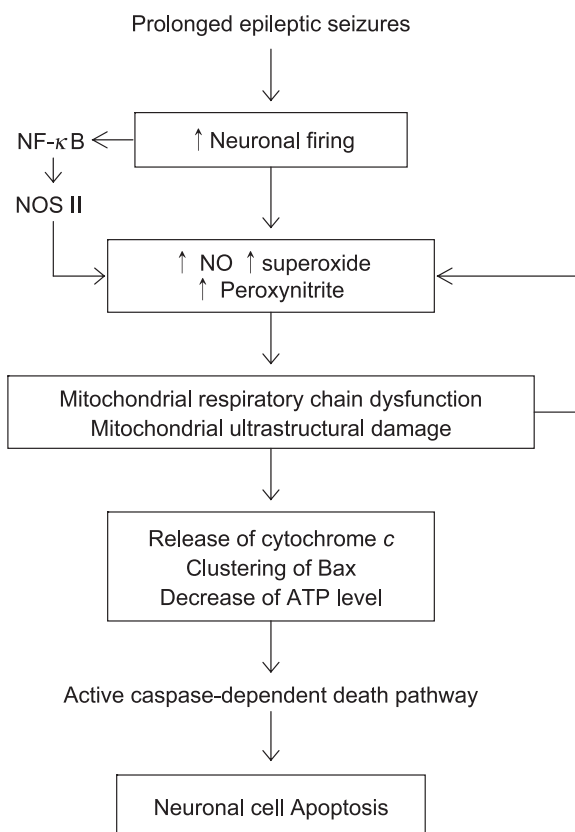 Prolonged epileptic seizures
↑ Neuronal firing
NF-κB
NOS II
↑ NO ↑ superoxide
↑ Peroxynitrite
Mitochondrial respiratory chain dysfunction
Mitochondrial ultrastructural damage
Release of cytochrome c
Clustering of Bax
Decrease of ATP level
Active caspase-dependent death pathway
Neuronal cell Apoptosis